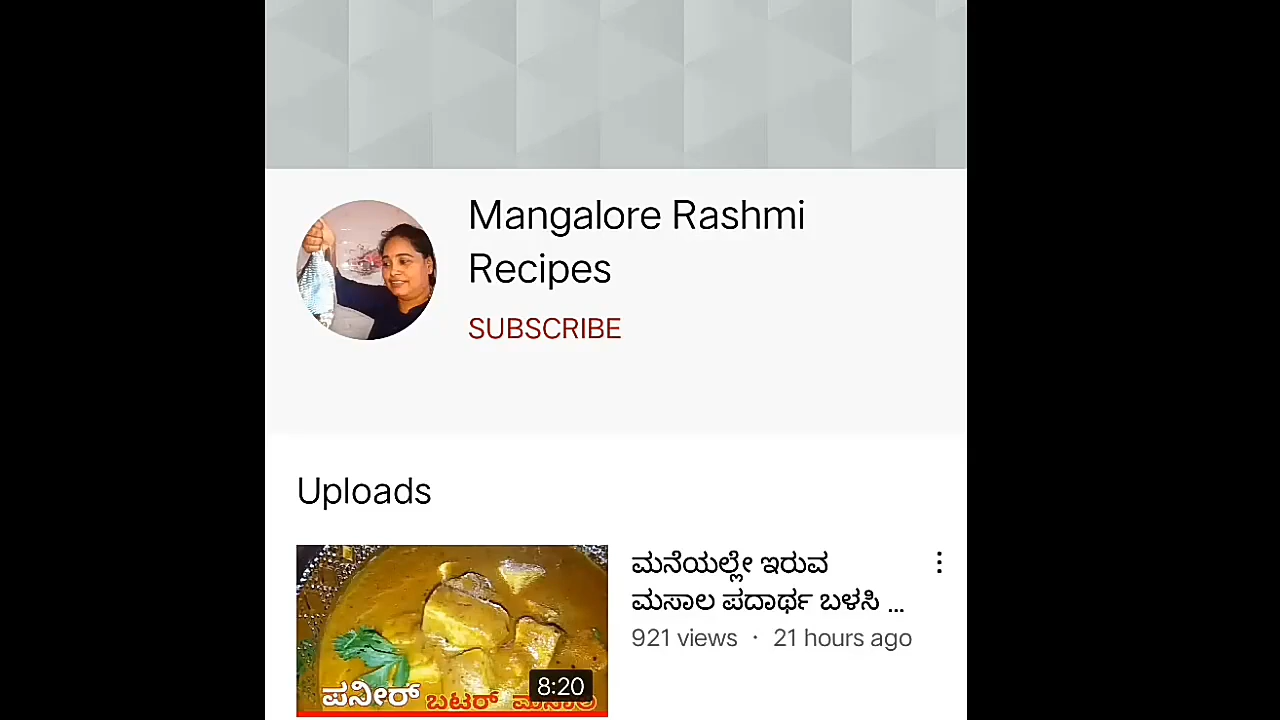 Mangalore Rashmi
Recipes
SUBSCRIBE
Uploads
ಮನೆಯಲ್ಲೇ ಇರುವ
ಮಸಾಲ ಪದಾರ್ಥ ಬಳಸಿ ...
921 views · 21 hours ago
8:20
ಪನೀರ್ ಬಟರ್ ಮಸಾಲ